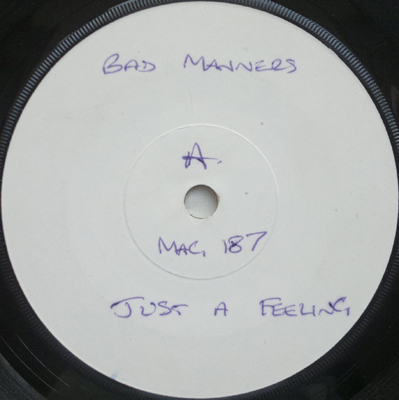 BAD MANNERS
A.
MAG. 187
JUST A FEELING